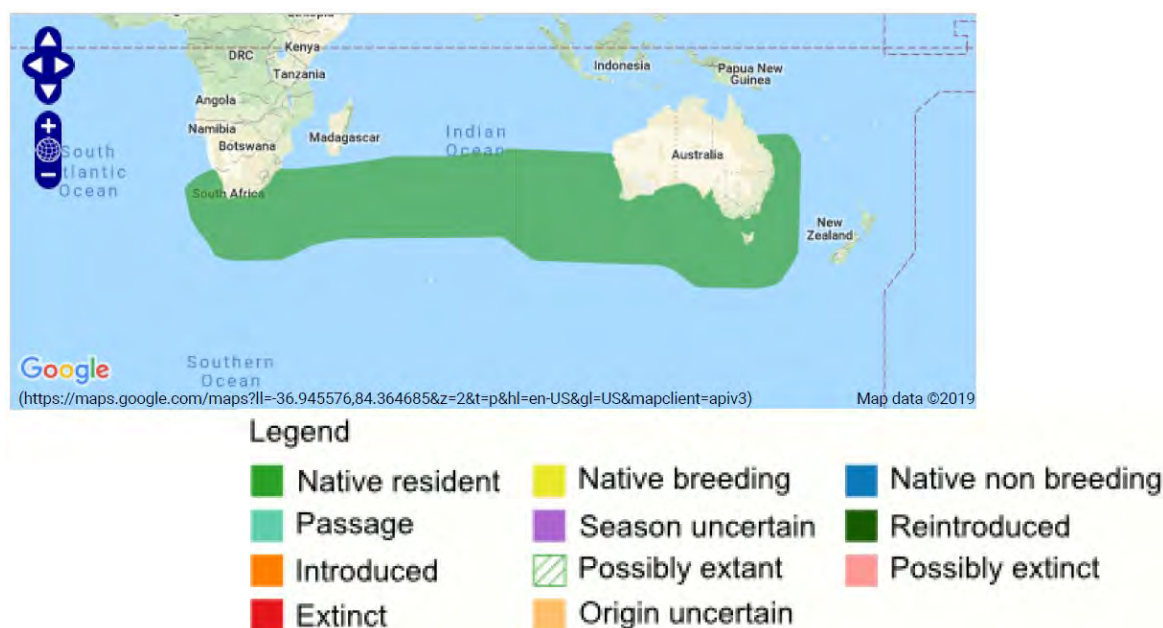 Ethiopia
DRC
Kenya
Tanzania
Indonesia
Papua New
Guinea
Angola
Namibia
Botswana
Madagascar
Indian
Ocean
South
Ocean
Australia
South Africa
New
Zealand
Google
Southern
Ocean
(https://maps.google.com/maps?ll=-36.945576,84.364685&z=2&t=p&hl=en-US&gl=US&mapclient=apiv3)
Map data ©2019
Legend
Native resident
Native breeding
Native non breeding
Passage
Season uncertain
Reintroduced
Introduced
Possibly extant
Possibly extinct
Extinct
Origin uncertain